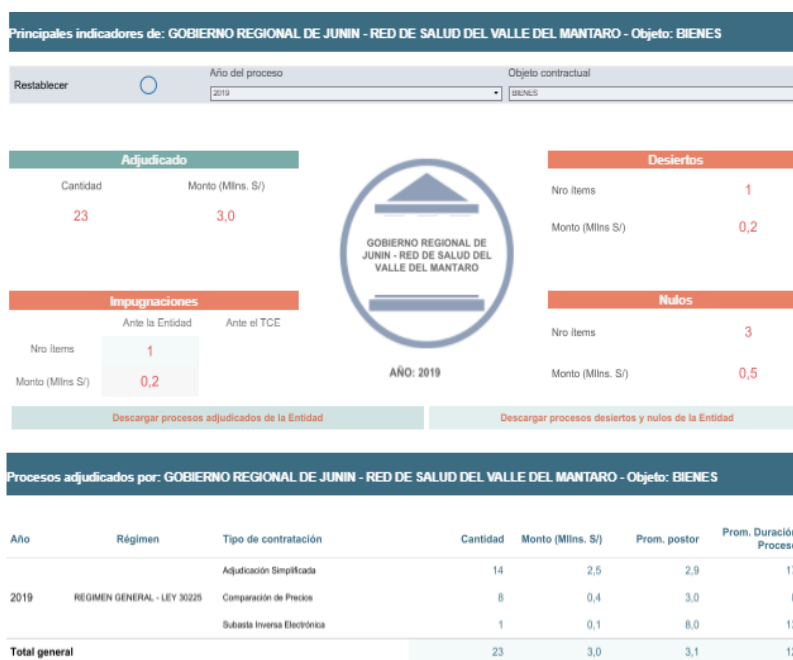 Principales indicadores de: GOBIERNO REGIONAL DE JUNIN - RED DE SALUD DEL VALLE DEL MANTARO - Objeto: BIENES
Restablecer
Año del proceso
Objeto contractual
2019
BIENES
Adjudicado
Cantidad Monto (Mllns. S/)
23 3,0
Desiertos
Nro ítems 1
Monto (Mllns S/) 0,2
GOBIERNO REGIONAL DE
JUNIN - RED DE SALUD DEL
VALLE DEL MANTARO
AÑO: 2019
Impugnaciones
Ante la Entidad Ante el TCE
Nro ítems 1
Monto (Mllns S/) 0,2
Nulos
Nro ítems 3
Monto (Mllns. S/) 0,5
Descargar procesos adjudicados de la Entidad
Descargar procesos desiertos y nulos de la Entidad
Procesos adjudicados por: GOBIERNO REGIONAL DE JUNIN - RED DE SALUD DEL VALLE DEL MANTARO - Objeto: BIENES
Año Régimen Tipo de contratación Cantidad Monto (Mllns. S/) Prom. postor Prom.
Adjudicación Simplificada 14 2,5 2,9
2019 REGIMEN GENERAL - LEY 30225 Comparación de Precios 8 0,4 3,0
Subasta Inversa Electrónica 1 0,1 8,0
Total general 23 3,0 3,1